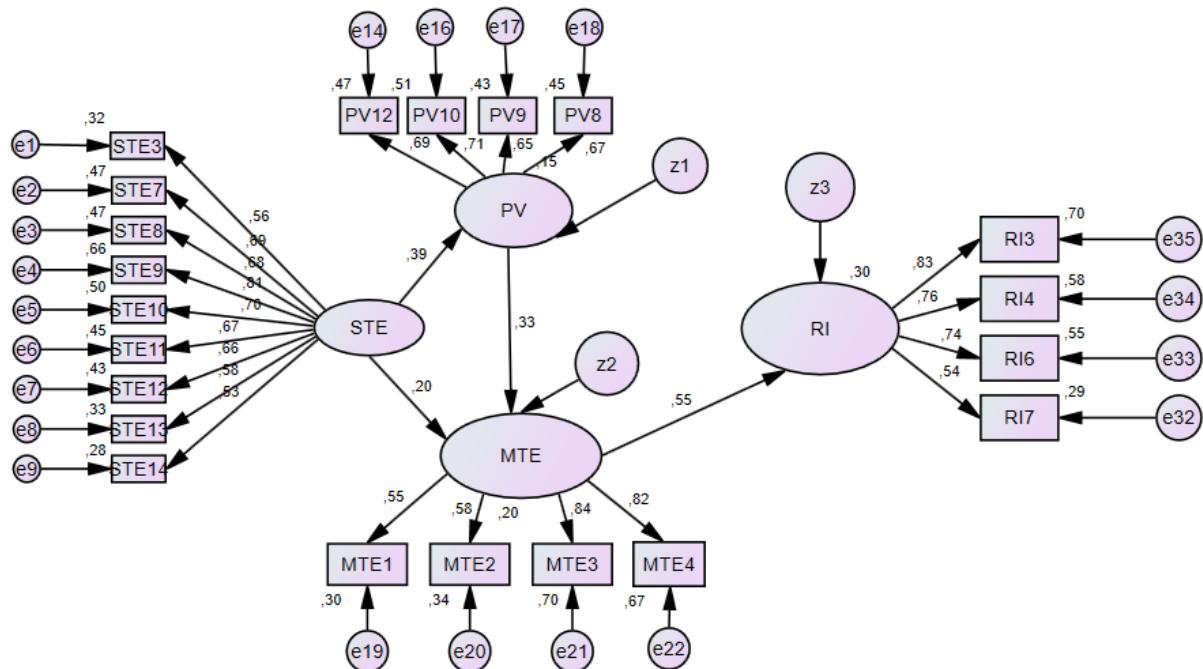 e14
e16
e17
e18
,47
,51
,43
,45
PV12
PV10
PV9
PV8
,69
,71
,65
,67
,15
PV
z1
,32
e1
STE3
,47
e2
STE7
,47
e3
STE8
,66
e4
STE9
,50
e5
STE10
,45
e6
STE11
,43
e7
STE12
,33
e8
STE13
,28
e9
STE14
,56
,69
,68
,81
,70
,67
,66
,58
,53
STE
,39
,20
,33
z2
MTE
,55
,58
,20
,84
,82
MTE1
MTE2
MTE3
MTE4
,30
,34
,70
,67
e19
e20
e21
e22
,55
z3
,30
RI
,83
,76
,74
,54
RI3
,70
e35
RI4
,58
e34
RI6
,55
e33
RI7
,29
e32